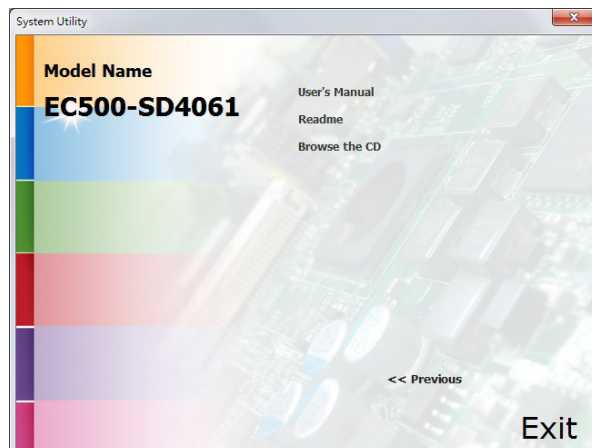 System Utility
Model Name
EC500-SD4061
User's Manual
Readme
Browse the CD
<< Previous
Exit